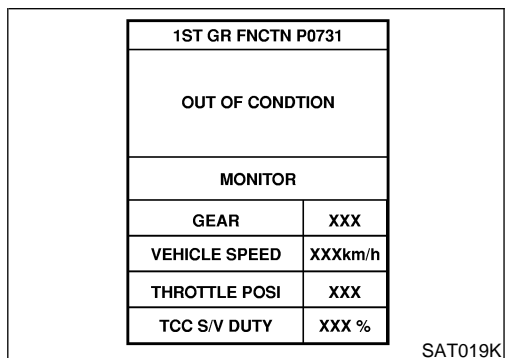 1ST GR FNCTN P0731
OUT OF CONDTION
MONITOR
GEAR XXX
VEHICLE SPEED XXXkm/h
THROTTLE POSI XXX
TCC S/V DUTY XXX %
SAT019K